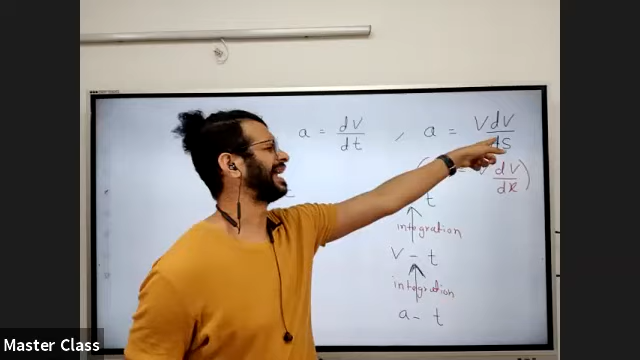 a = dV/dt , a = VdV/ds
V dV/dx)
t
integration
V - t
integration
a - t
Master Class